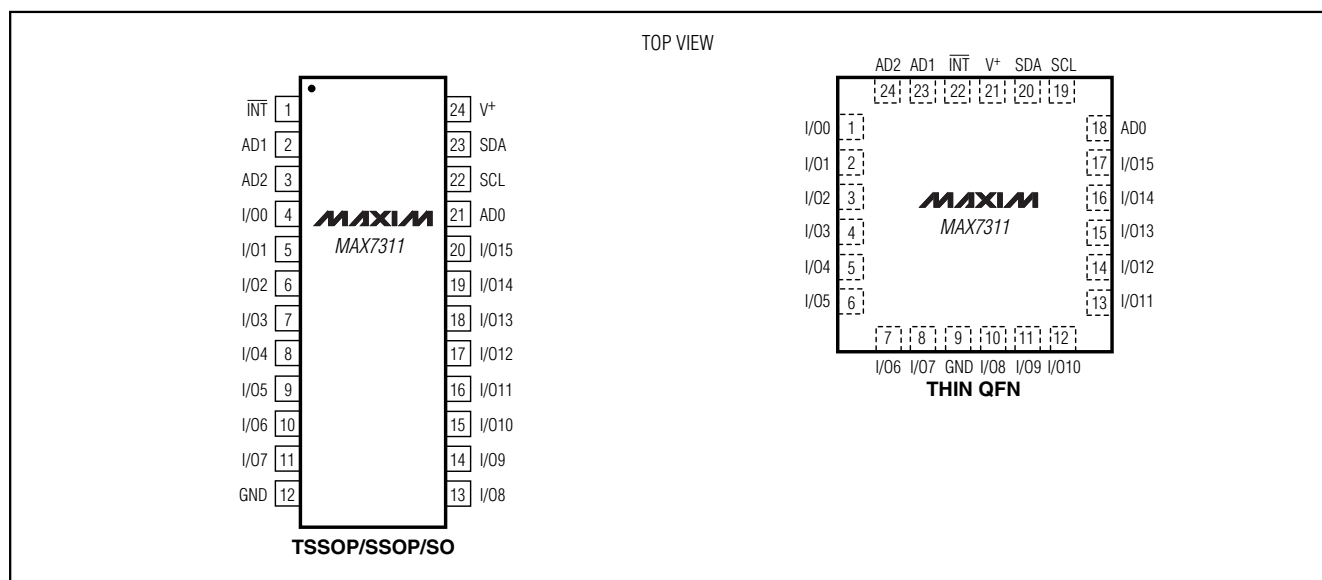 TOP VIEW
INT 1
AD1 2
AD2 3
I/O0 4
I/O1 5
I/O2 6
I/O3 7
I/O4 8
I/O5 9
I/O6 10
I/O7 11
GND 12
MAXIM
MAX7311
24 V+
23 SDA
22 SCL
21 AD0
20 I/O15
19 I/O14
18 I/O13
17 I/O12
16 I/O11
15 I/O10
14 I/O9
13 I/O8
TSSOP/SSOP/SO
AD2 AD1 INT V+ SDA SCL
24 23 22 21 20 19
I/O0 1
I/O1 2
I/O2 3
I/O3 4
I/O4 5
I/O5 6
MAXIM
MAX7311
18 AD0
17 I/O15
16 I/O14
15 I/O13
14 I/O12
13 I/O11
7 8 9 10 11 12
I/O6 I/O7 GND I/O8 I/O9 I/O10
THIN QFN